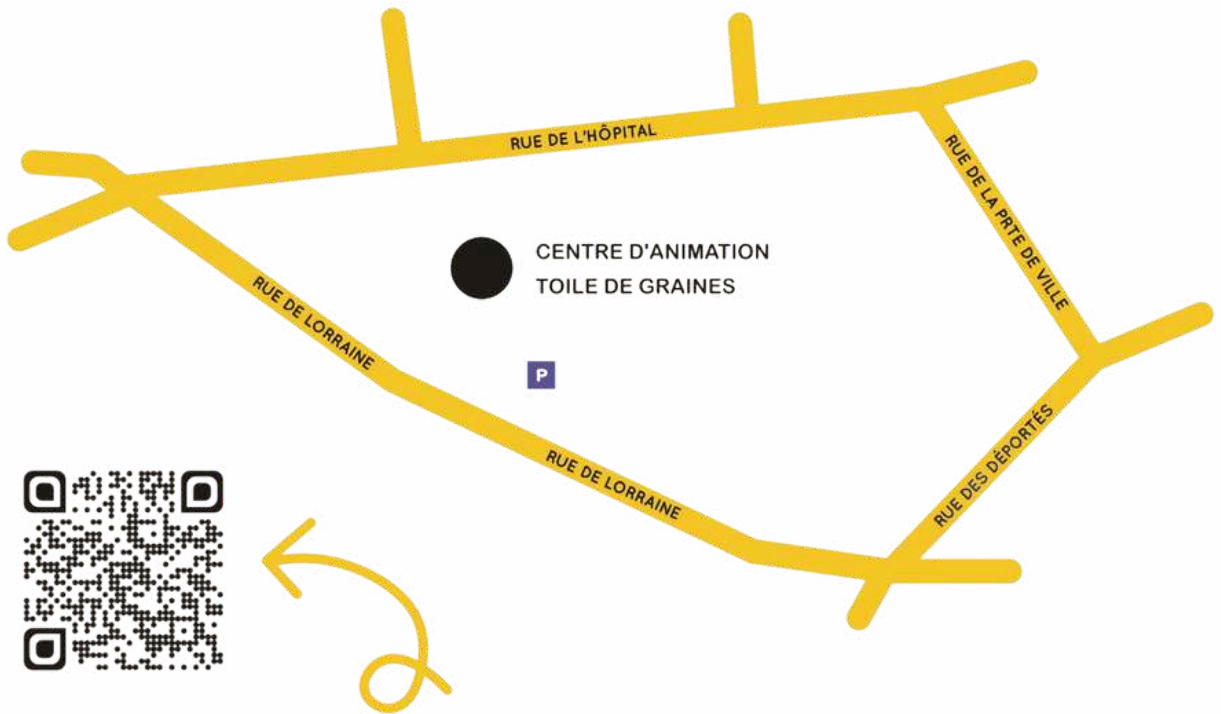 RUE DE L'HÔPITAL
RUE DE LA PRTE DE VILLE
CENTRE D'ANIMATION
TOILE DE GRAINES
RUE DE LORRAINE
P
RUE DE LORRAINE
RUE DES DÉPORTÉS